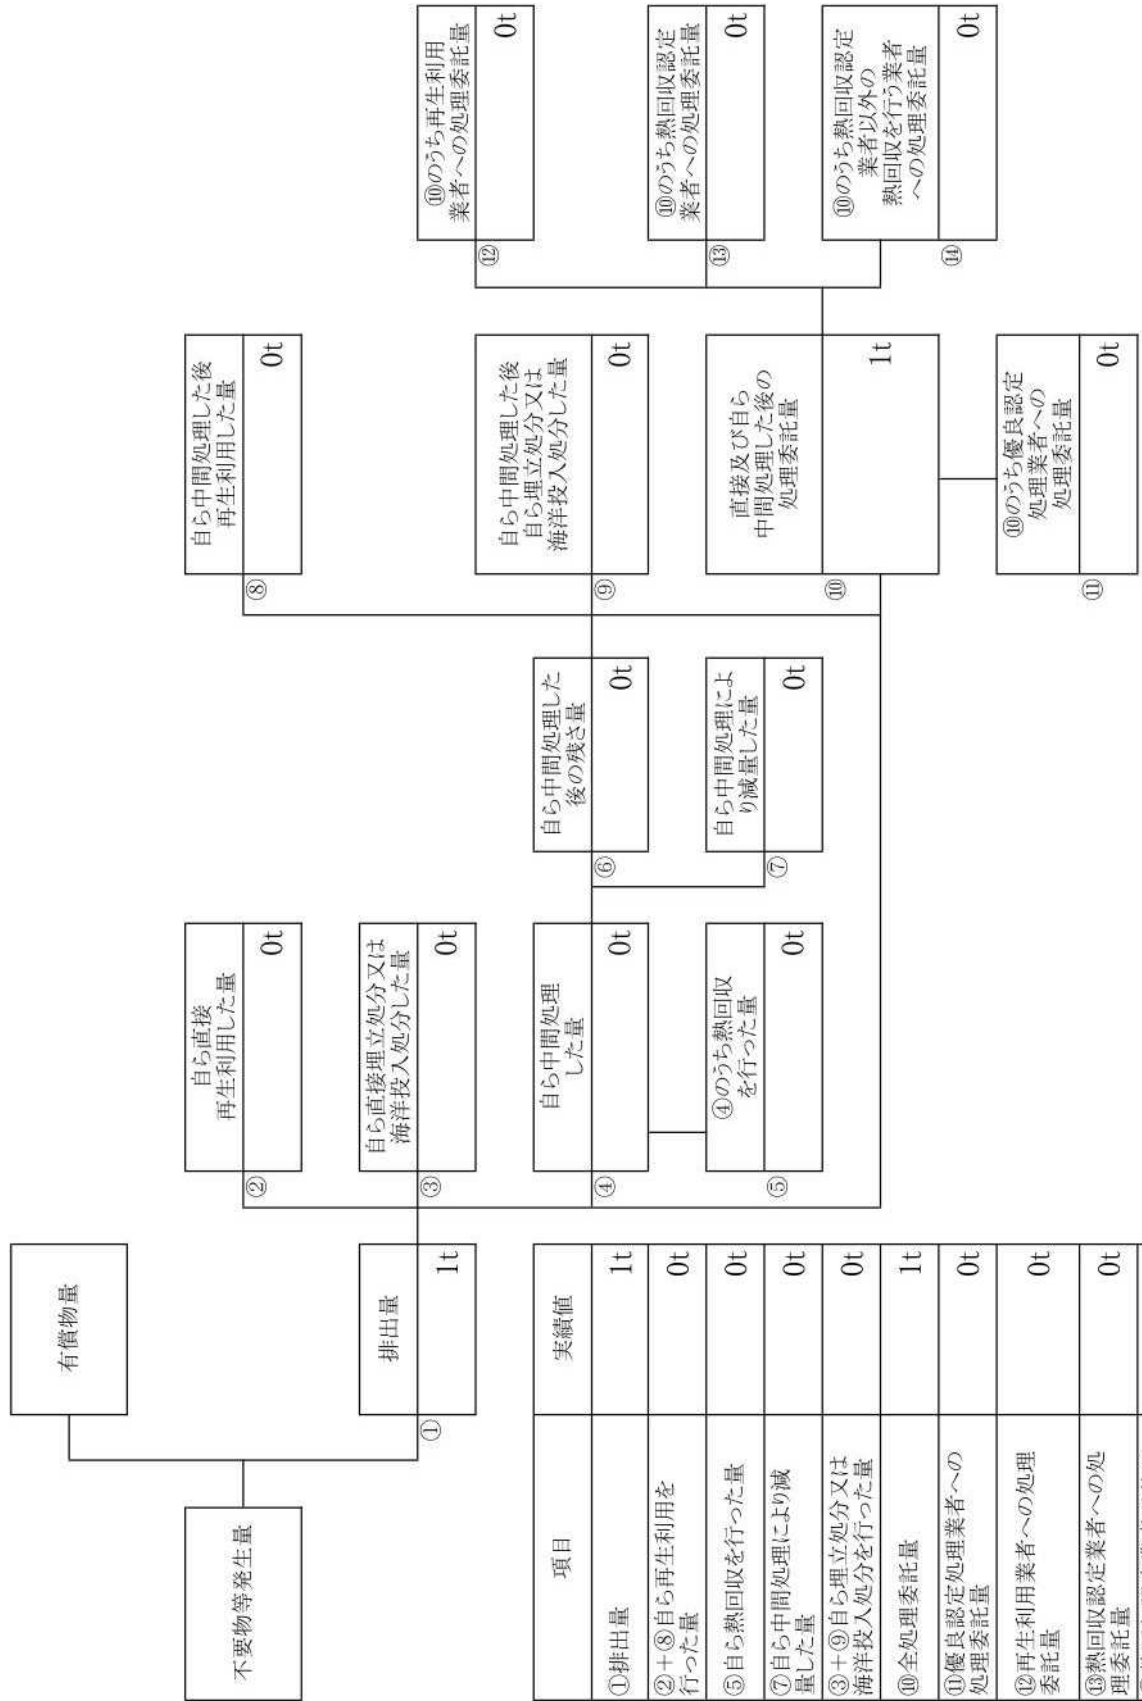 有償物量
不要物等発生量
排出量
①
1t
自ら直接
再生利用した量
②
0t
自ら直接埋立処分又は
海洋投入処分した量
③
0t
自ら中間処理
した量
④
0t
④のうち熱回収
を行った量
⑤
0t
自ら中間処理した
後の残さ量
⑥
0t
自ら中間処理によ
り減量した量
⑦
0t
自ら中間処理した後
再生利用した量
⑧
0t
自ら中間処理した後
自ら埋立処分又は
海洋投入処分した量
⑨
0t
直接及び自ら
中間処理した後の
処理委託量
⑩
1t
⑩のうち優良認定
処理業者への
処理委託量
⑪
0t
⑩のうち再生利用
業者への処理委託量
⑫
0t
⑩のうち熱回収認定
業者への処理委託量
⑬
0t
⑩のうち熱回収認定
業者以外の
熱回収を行う業者
への処理委託量
⑭
0t
項目
実績値
①排出量
1t
②+⑧自ら再生利用を
行った量
0t
⑤自ら熱回収を行った量
0t
⑦自ら中間処理により減
量した量
0t
③+⑨自ら埋立処分又は
海洋投入処分を行った量
0t
⑩全処理委託量
1t
⑪優良認定処理業者への
処理委託量
0t
⑫再生利用業者への処理
委託量
0t
⑬熱回収認定業者への処
理委託量
0t